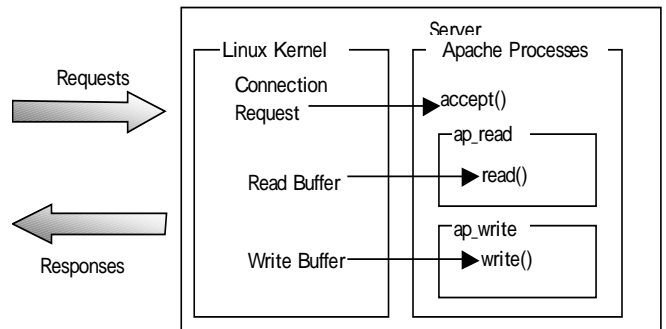 Server
Linux Kernel
Apache Processes
Requests
Connection
Request
accept()
ap_read
Read Buffer
read()
ap_write
Write Buffer
write()
Responses